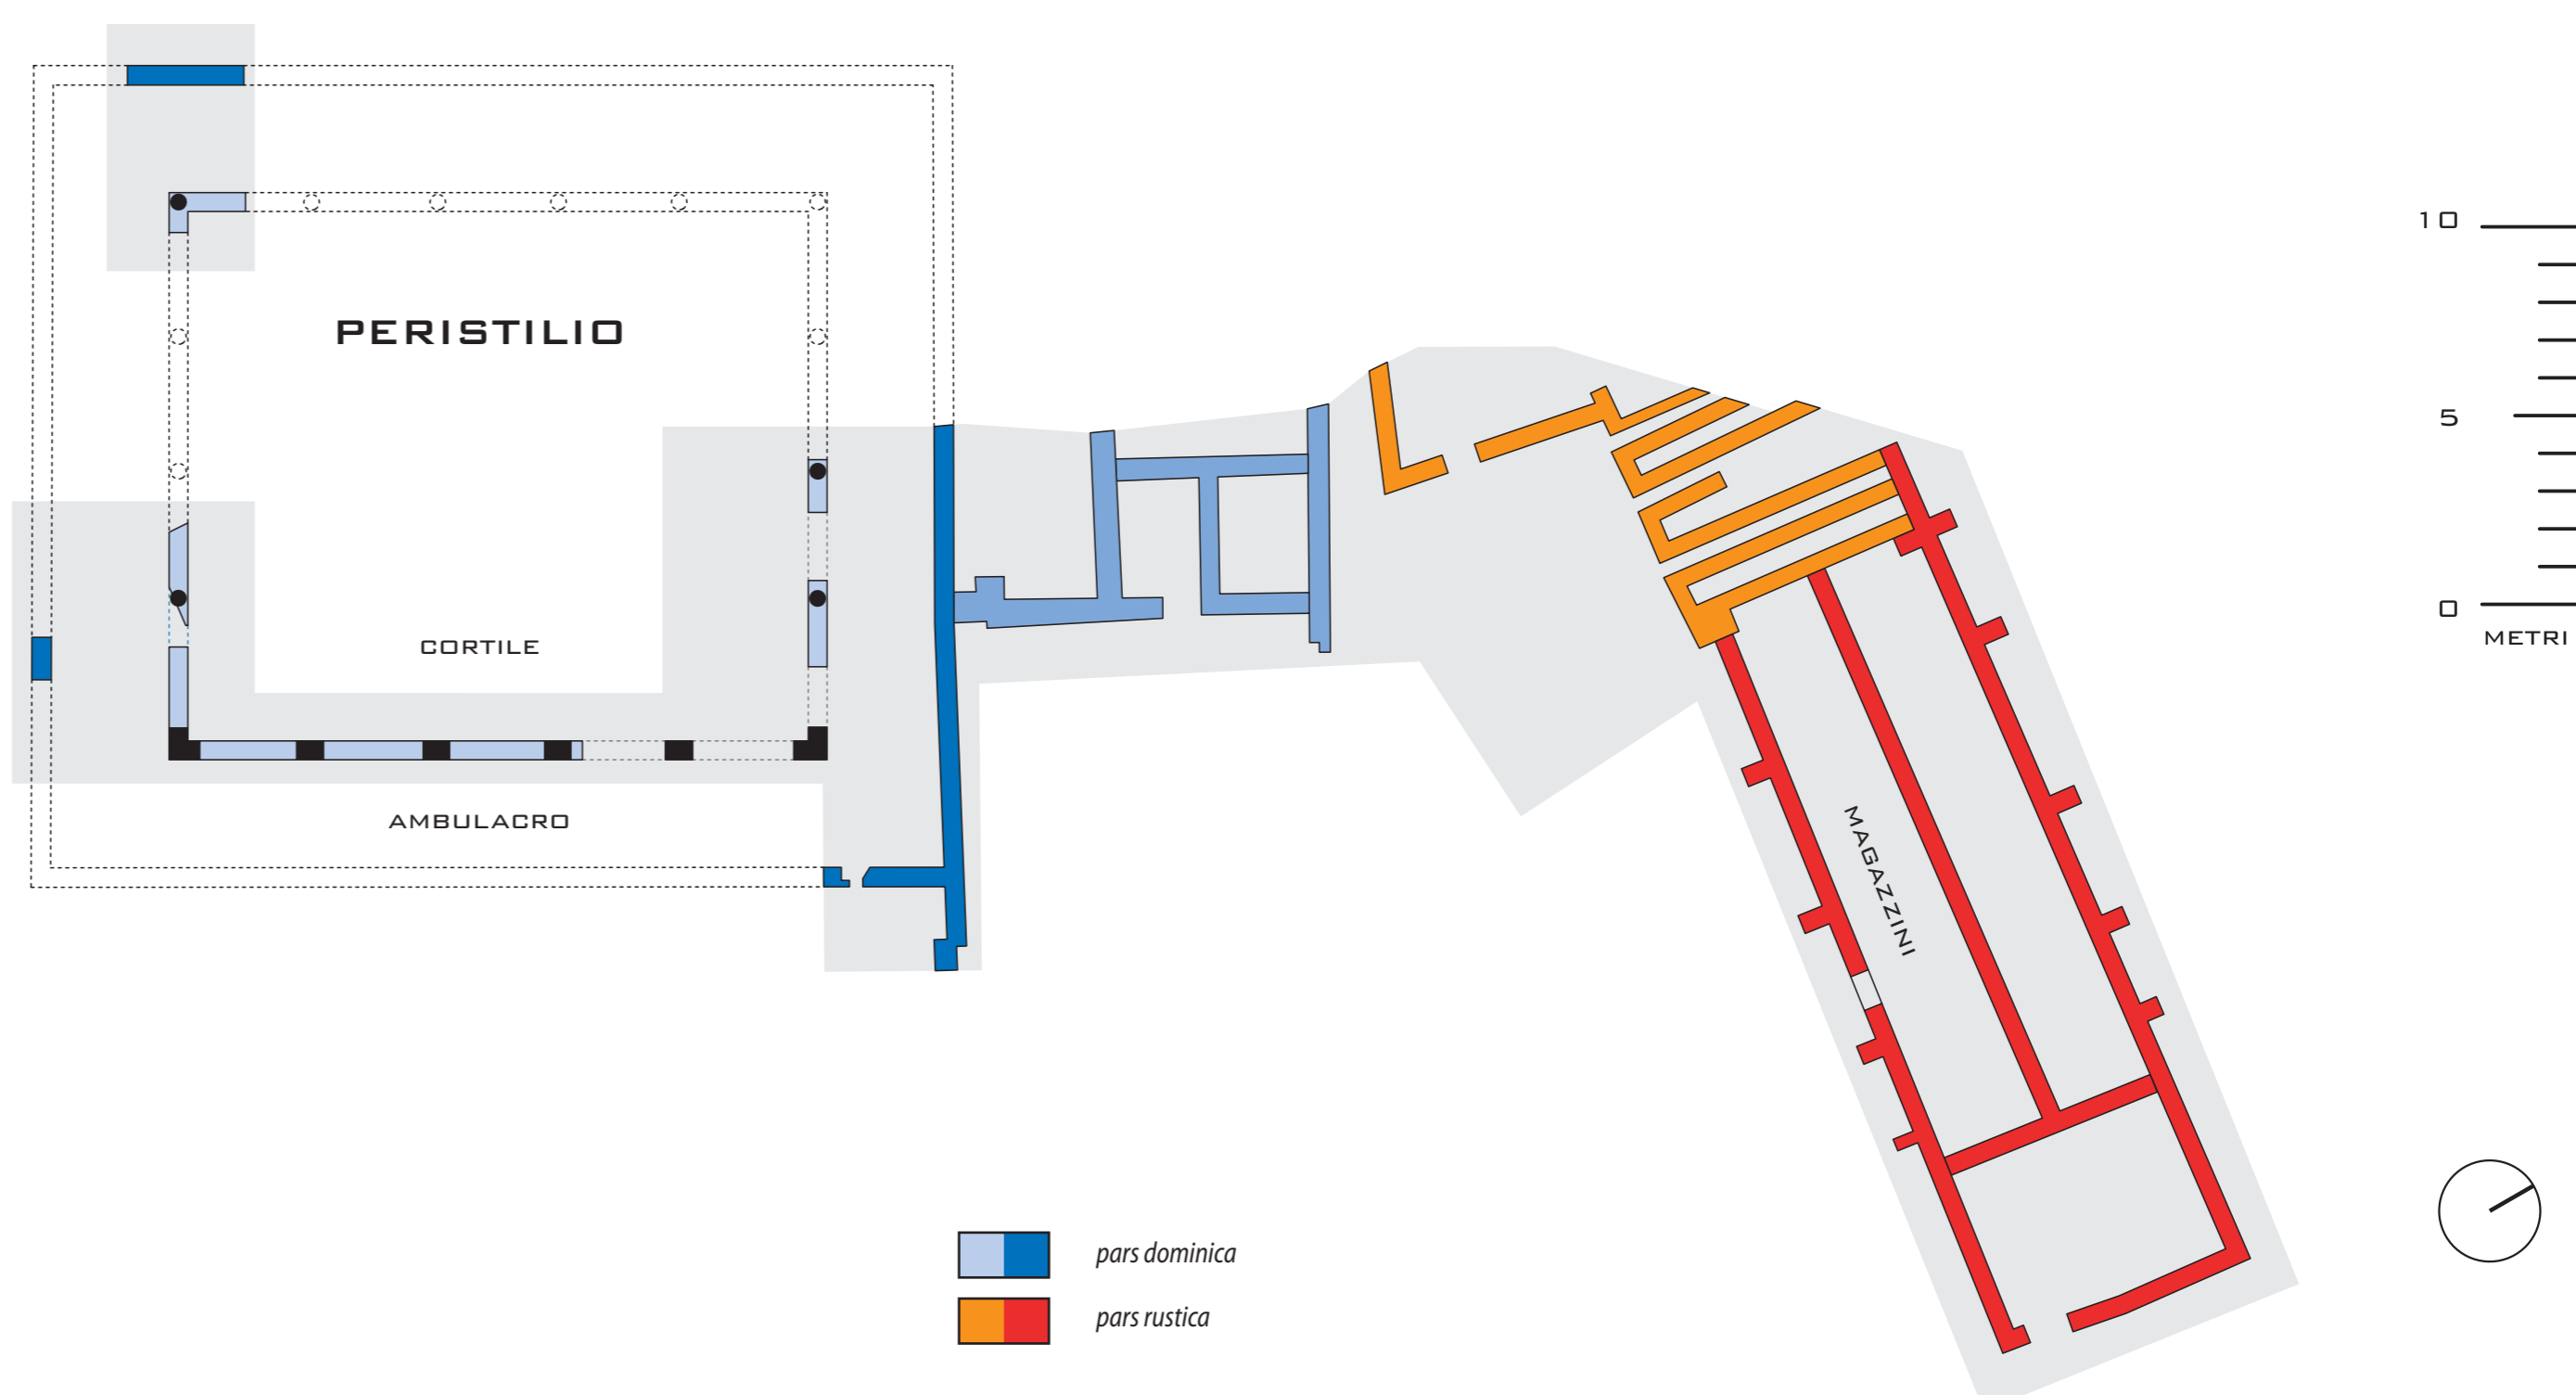 PERISTILIO
CORTILE
AMBULACRO
MAGAZZINI
10
5
0
METRI
pars dominica
pars rustica